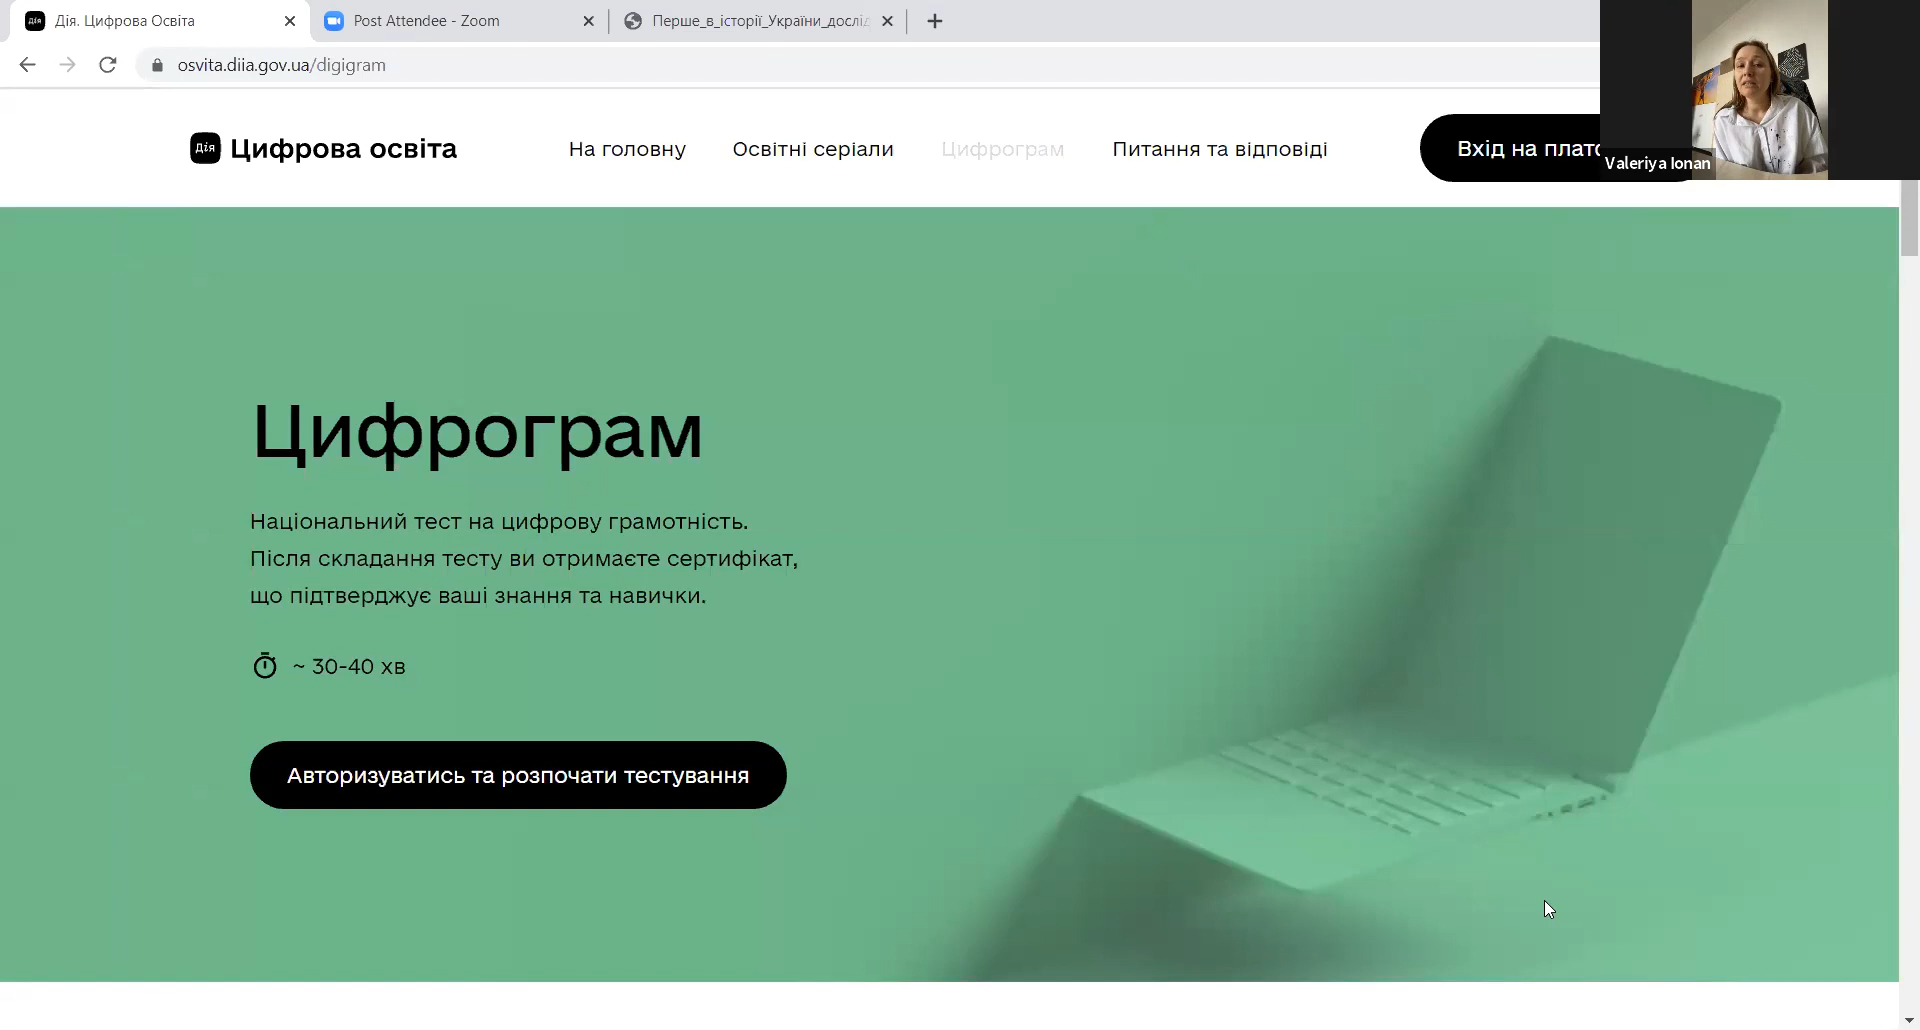 Дія. Цифрова Освіта
Post Attendee - Zoom
Перше_в_історії_України_дослі
osvita.diia.gov.ua/digigram
Дія Цифрова освіта
На головну
Освітні серіали
Цифрограм
Питання та відповіді
Вхід на плат
Valeriya Ionan
Цифрограм
Національний тест на цифрову грамотність.
Після складання тесту ви отримаєте сертифікат,
що підтверджує ваші знання та навички.
~ 30-40 хв
Авторизуватись та розпочати тестування